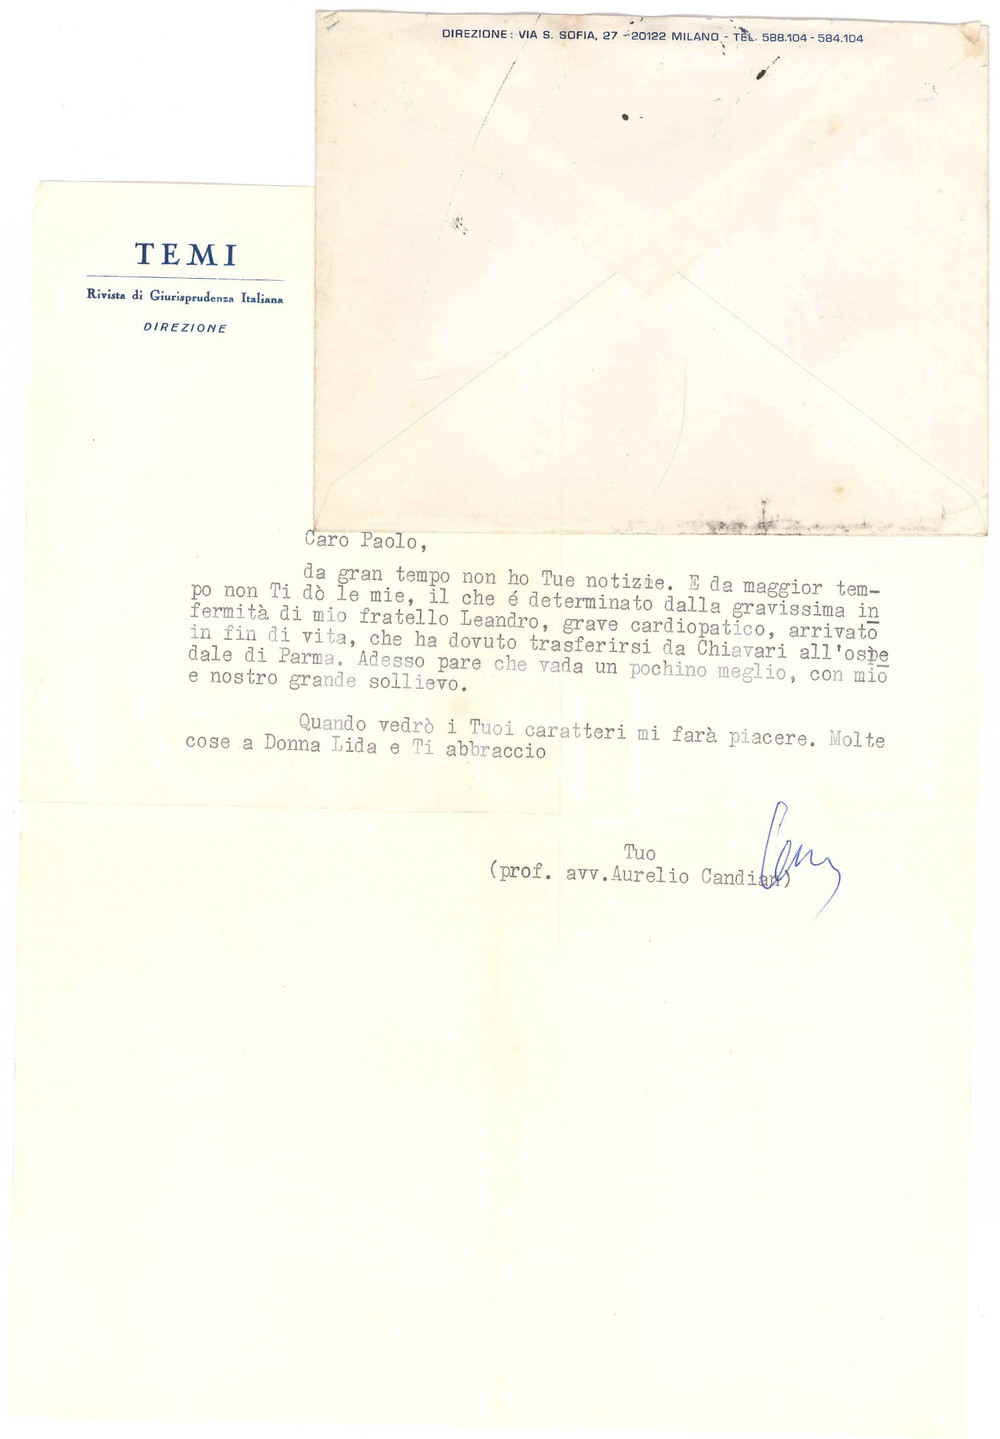 DIREZIONE: VIA S. SOFIA, 27 - 20122 MILANO - TEL. 588.104 - 584.104
TEMI
Rivista di Giurisprudenza Italiana
DIREZIONE
Caro Paolo,
da gran tempo non ho Tue notizie. E da maggior tem-
po non Ti dò le mie, il che é determinato dalla gravissima in
fermità di mio fratello Leandro, grave cardiopatico, arrivato
in fin di vita, che ha dovuto trasferirsi da Chiavari all'ospe
dale di Parma. Adesso pare che vada un pochino meglio, con mio
e nostro grande sollievo.
Quando vedrò i Tuoi caratteri mi farà piacere. Molte
cose a Donna Lida e Ti abbraccio
Tuo
(prof. avv.Aurelio Candian)